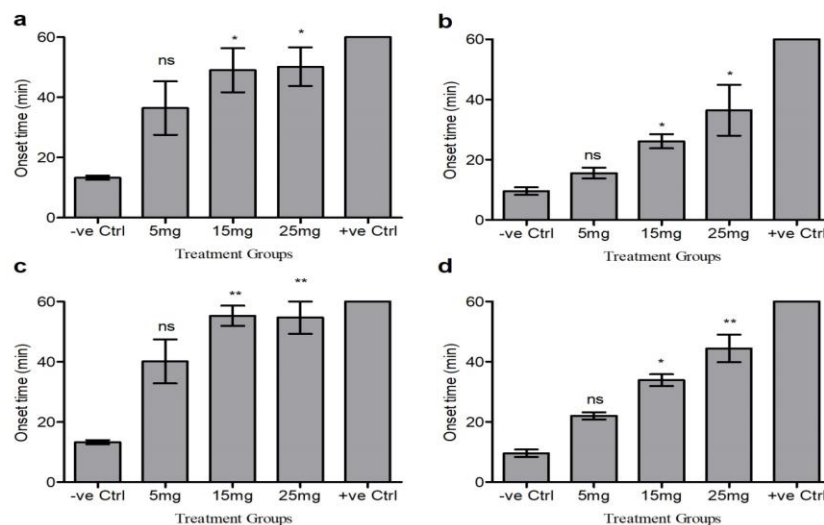 a
ns
*
*
60
40
20
0
Onset time (min)
-ve Ctrl 5mg 15mg 25mg +ve Ctrl
Treatment Groups
b
ns
*
*
60
40
20
0
Onset time (min)
-ve Ctrl 5mg 15mg 25mg +ve Ctrl
Treatment Groups
c
ns
**
**
60
40
20
0
Onset time (min)
-ve Ctrl 5mg 15mg 25mg +ve Ctrl
Treatment Groups
d
ns
*
**
60
40
20
0
Onset time (min)
-ve Ctrl 5mg 15mg 25mg +ve Ctrl
Treatment Groups